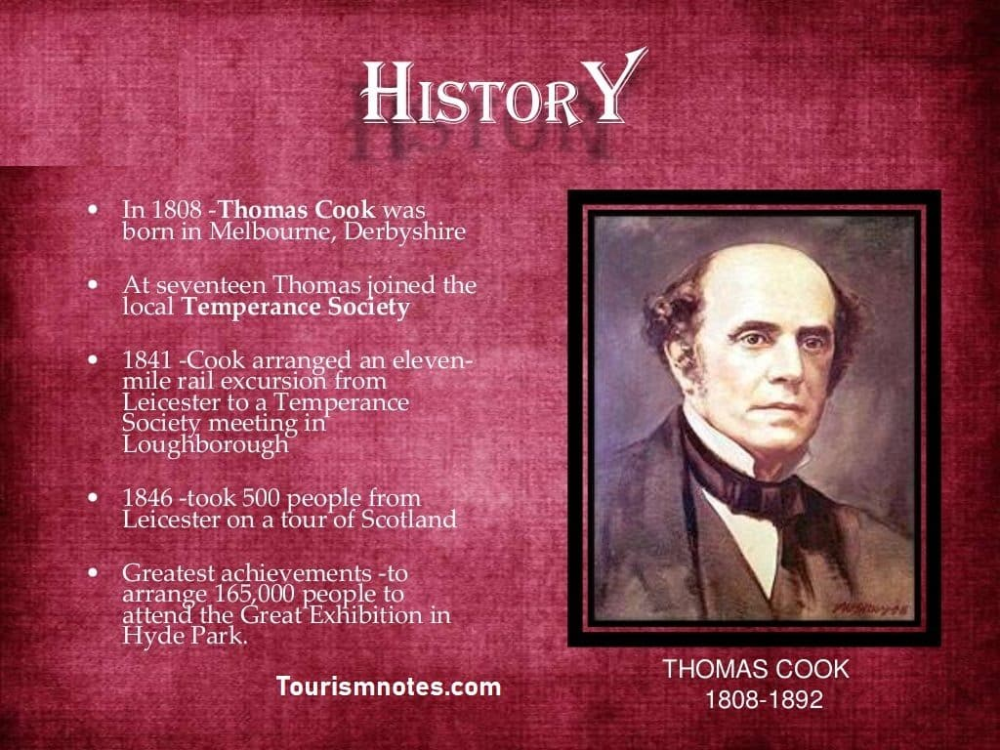 HISTORY
• In 1808 -Thomas Cook was
born in Melbourne, Derbyshire
• At seventeen Thomas joined the
local Temperance Society
• 1841 -Cook arranged an eleven-
mile rail excursion from
Leicester to a Temperance
Society meeting in
Loughborough
• 1846 -took 500 people from
Leicester on a tour of Scotland
• Greatest achievements -to
arrange 165,000 people to
attend the Great Exhibition in
Hyde Park.
Tourismnotes.com
THOMAS COOK
1808-1892